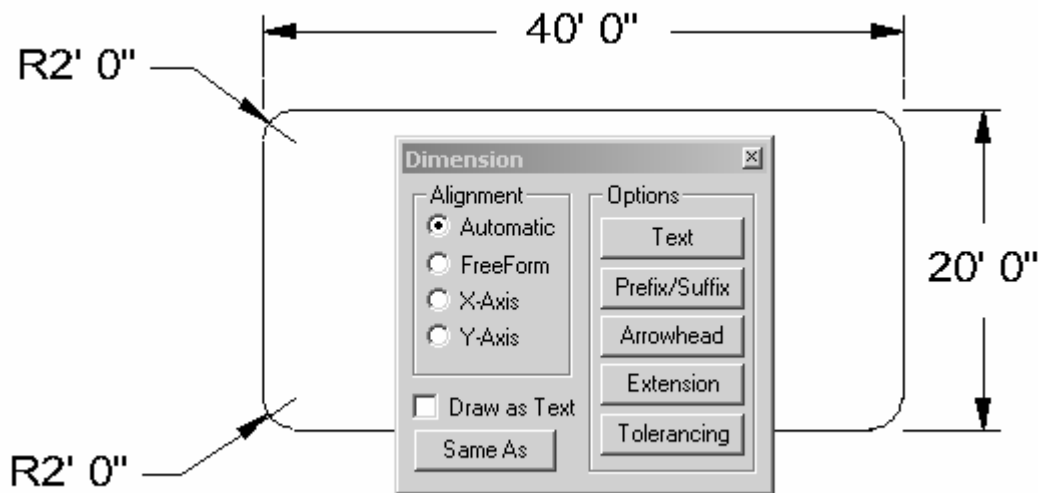 40' 0"
R2' 0"
Dimension
Alignment
Automatic
FreeForm
X-Axis
Y-Axis
Draw as Text
Same As
Options
Text
Prefix/Suffix
Arrowhead
Extension
Tolerancing
20' 0"
R2' 0"